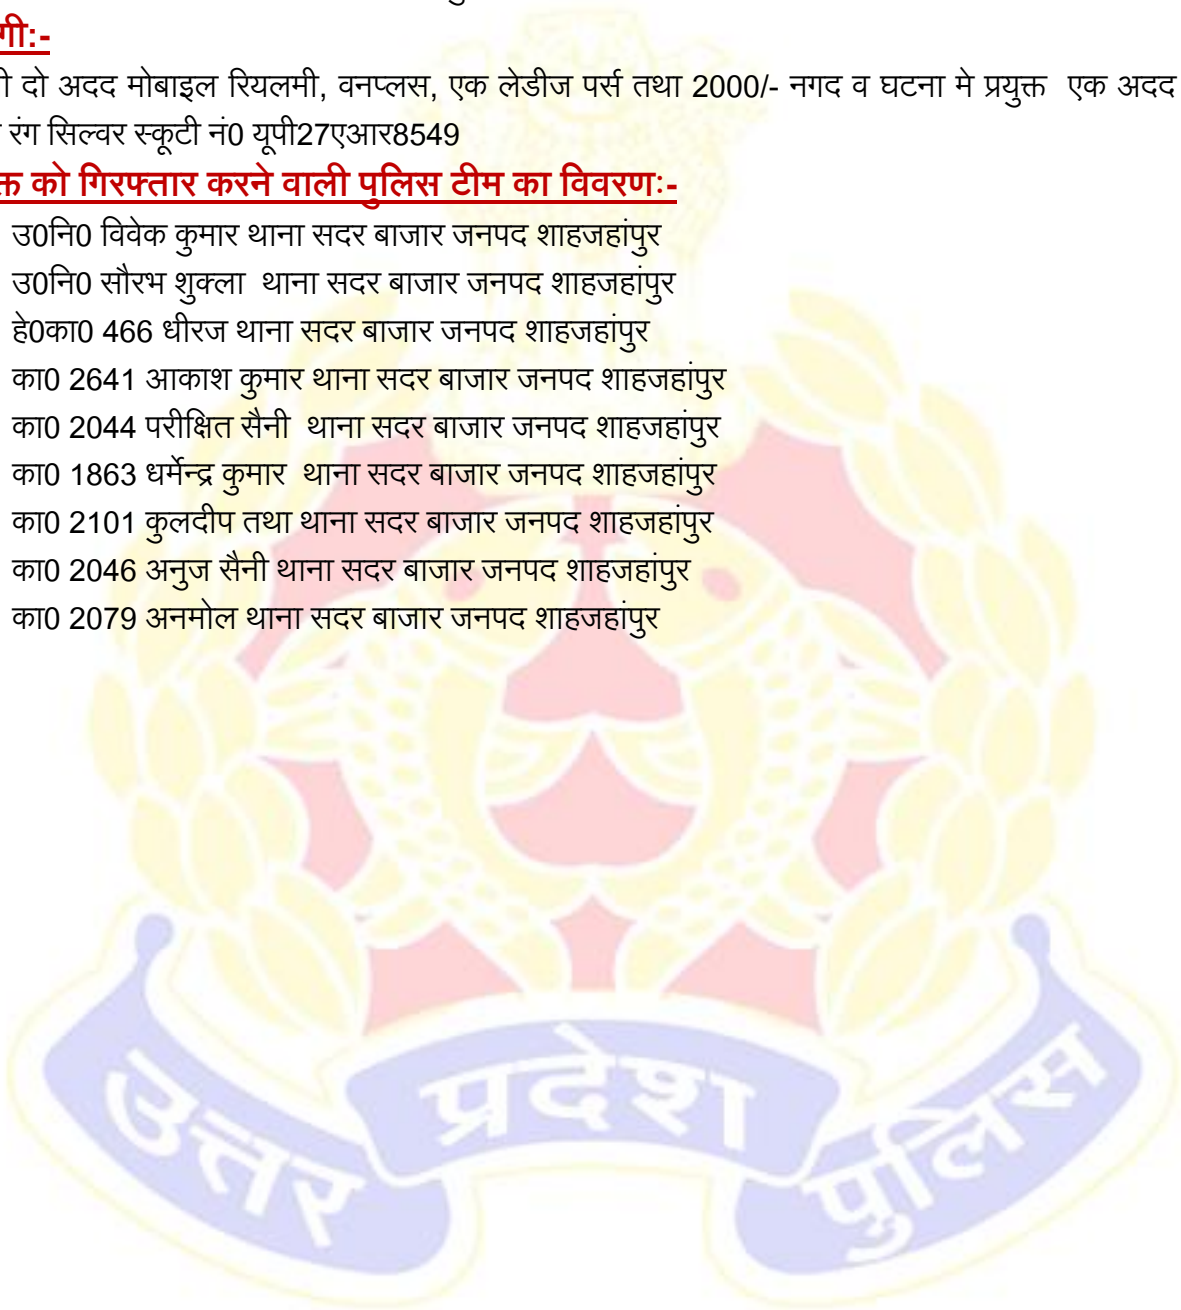 गी:-
ी दो अदद मोबाइल रियलमी, वनप्लस, एक लेडीज पर्स तथा 2000/- नगद व घटना मे प्रयुक्त एक अदद
रंग सिल्वर स्कूटी नं0 यूपी27एआर8549
क्त को गिरफ्तार करने वाली पुलिस टीम का विवरणः-
उ0नि0 विवेक कुमार थाना सदर बाजार जनपद शाहजहांपुर
उ0नि0 सौरभ शुक्ला थाना सदर बाजार जनपद शाहजहांपुर
हे0का0 466 धीरज थाना सदर बाजार जनपद शाहजहांपुर
का0 2641 आकाश कुमार थाना सदर बाजार जनपद शाहजहांपुर
का0 2044 परीक्षित सैनी थाना सदर बाजार जनपद शाहजहांपुर
का0 1863 धर्मेन्द्र कुमार थाना सदर बाजार जनपद शाहजहांपुर
का0 2101 कुलदीप तथा थाना सदर बाजार जनपद शाहजहांपुर
का0 2046 अनुज सैनी थाना सदर बाजार जनपद शाहजहांपुर
का0 2079 अनमोल थाना सदर बाजार जनपद शाहजहांपुर
उत्तर प्रदेश पुलिस